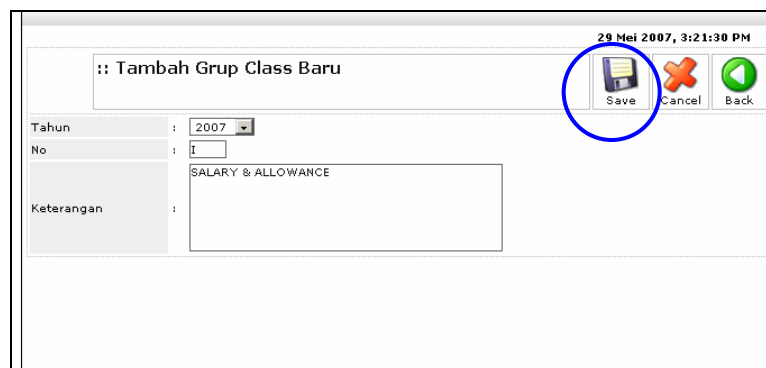 29 Mei 2007, 3:21:30 PM
:: Tambah Grup Class Baru
Save Cancel Back
Tahun : 2007
No : I
SALARY & ALLOWANCE
Keterangan :